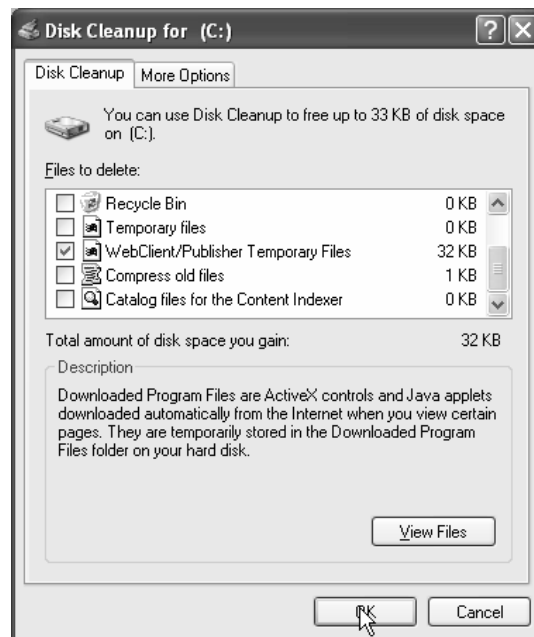 Disk Cleanup for (C:)
Disk Cleanup
More Options
You can use Disk Cleanup to free up to 33 KB of disk space
on (C:).
Files to delete:
Recycle Bin 0 KB
Temporary files 0 KB
WebClient/Publisher Temporary Files 32 KB
Compress old files 1 KB
Catalog files for the Content Indexer 0 KB
Total amount of disk space you gain: 32 KB
Description
Downloaded Program Files are ActiveX controls and Java applets
downloaded automatically from the Internet when you view certain
pages. They are temporarily stored in the Downloaded Program
Files folder on your hard disk.
View Files
OK Cancel